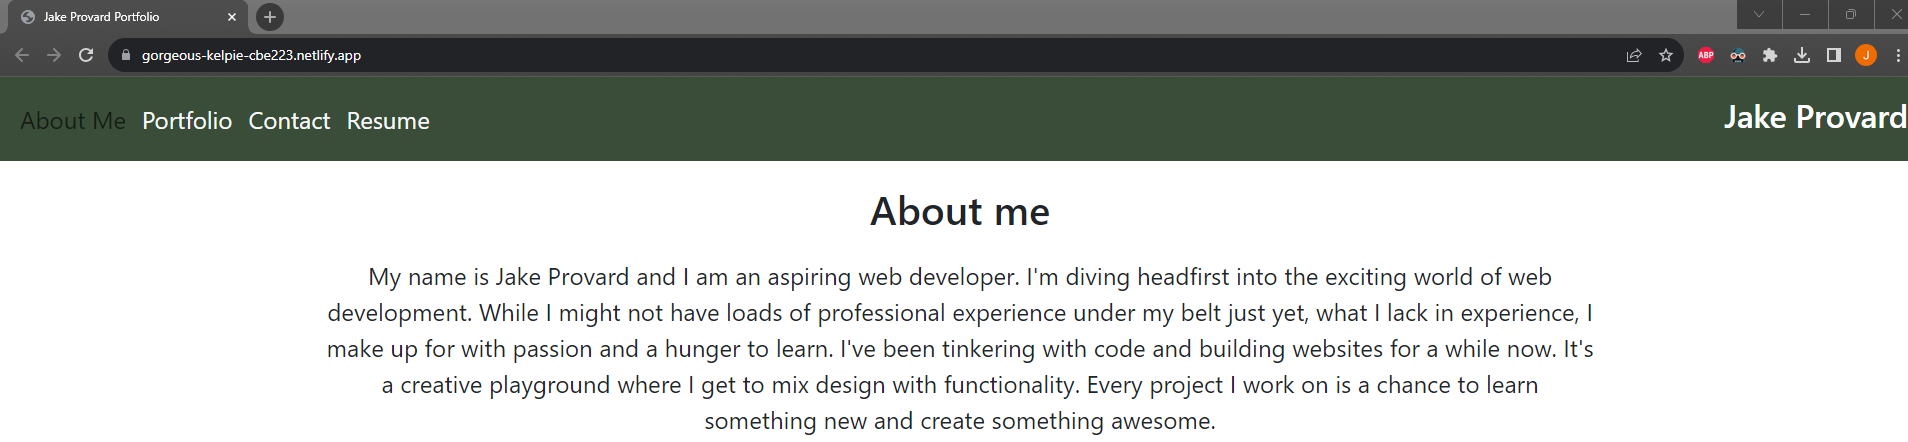 Jake Provard Portfolio
gorgeous-kelpie-cbe223.netlify.app
ABP
J
About Me Portfolio Contact Resume
Jake Provard
About me
My name is Jake Provard and I am an aspiring web developer. I'm diving headfirst into the exciting world of web
development. While I might not have loads of professional experience under my belt just yet, what I lack in experience, I
make up for with passion and a hunger to learn. I've been tinkering with code and building websites for a while now. It's
a creative playground where I get to mix design with functionality. Every project I work on is a chance to learn
something new and create something awesome.